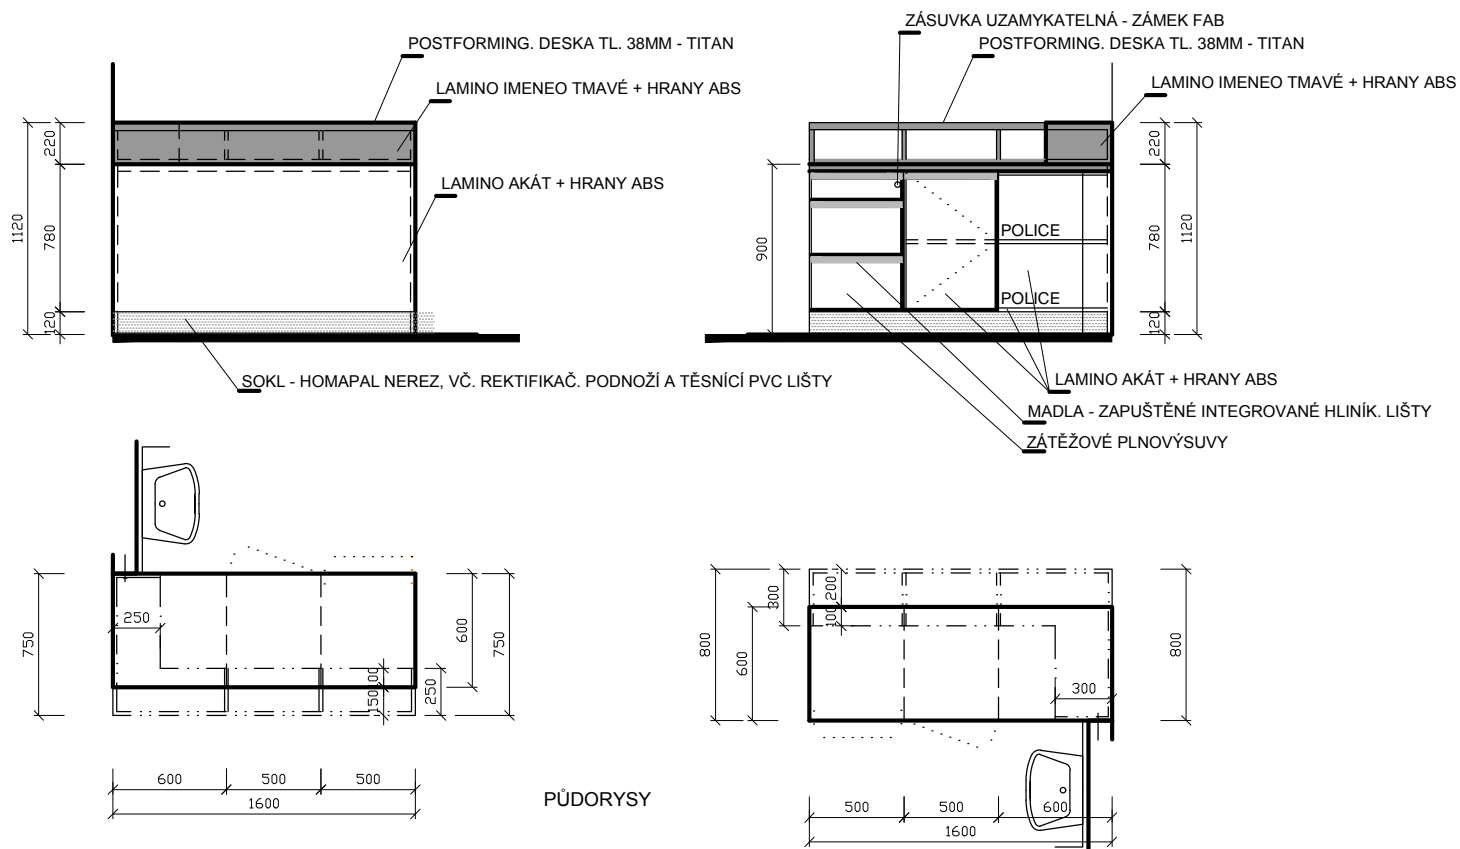 ZÁSUVKA UZAMYKATELNÁ - ZÁMEK FAB
POSTFORMING. DESKA TL. 38MM - TITAN
POSTFORMING. DESKA TL. 38MM - TITAN
LAMINO IMENEO TMAVÉ + HRANY ABS
LAMINO IMENEO TMAVÉ + HRANY ABS
220
220
LAMINO AKÁT + HRANY ABS
1120
780
900
POLICE
780
1120
POLICE
120
120
SOKL - HOMAPAL NEREZ, VČ. REKTIFIKAČ. PODNOŽÍ A TĚSNÍCÍ PVC LIŠTY
LAMINO AKÁT + HRANY ABS
MADLA - ZAPUŠTĚNÉ INTEGROVANÉ HLINÍK. LIŠTY
ZÁTĚŽOVÉ PLNOVÝSUVY
750
250
600
750
150
100
250
800
600
300
200
100
300
800
600
500
500
1600
PŮDORYSY
500
500
600
1600